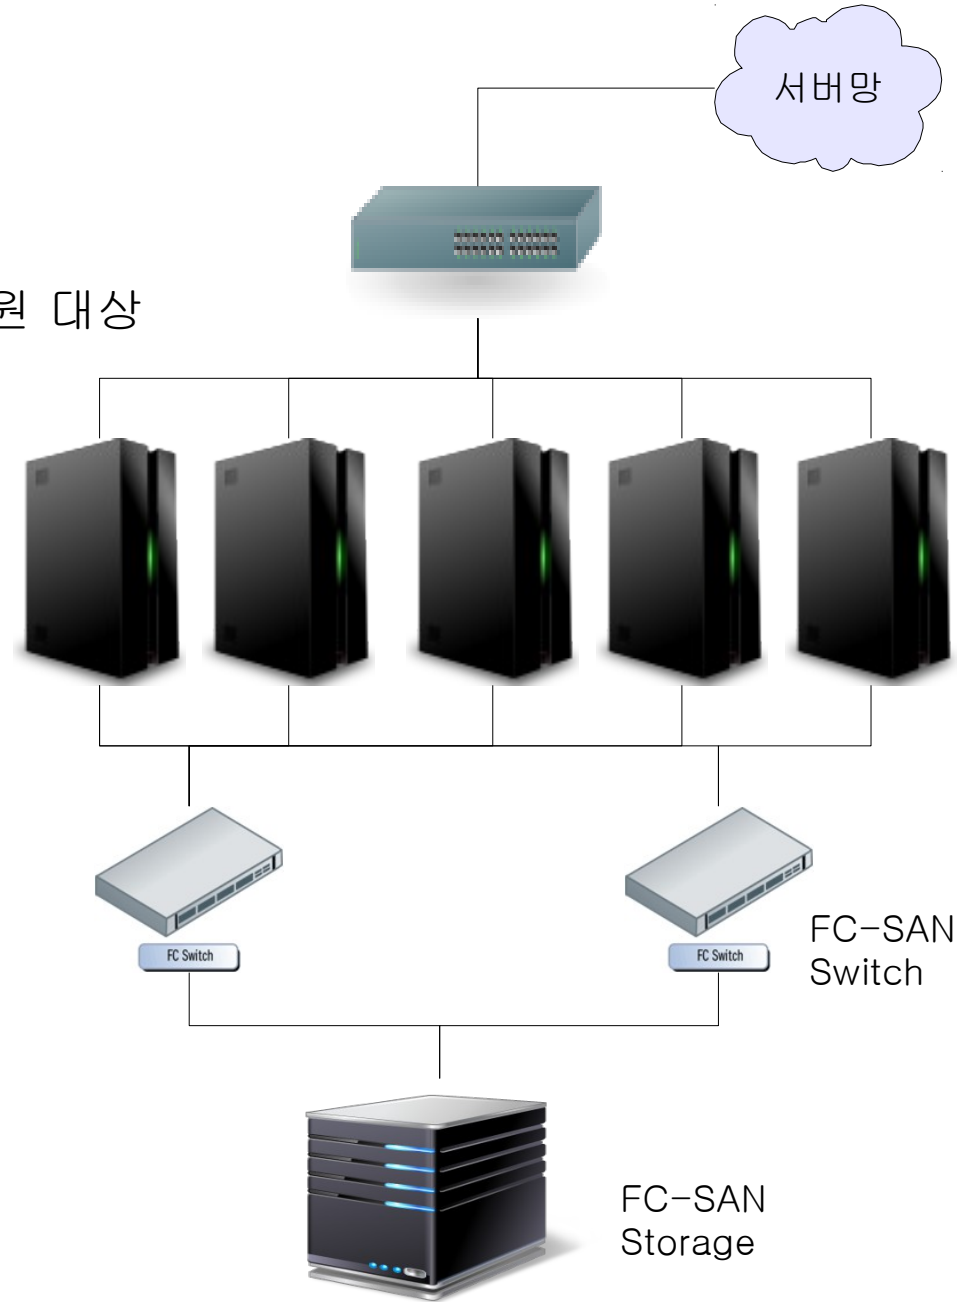 서버망
원 대상
FC Switch
FC Switch
FC-SAN
Switch
FC-SAN
Storage